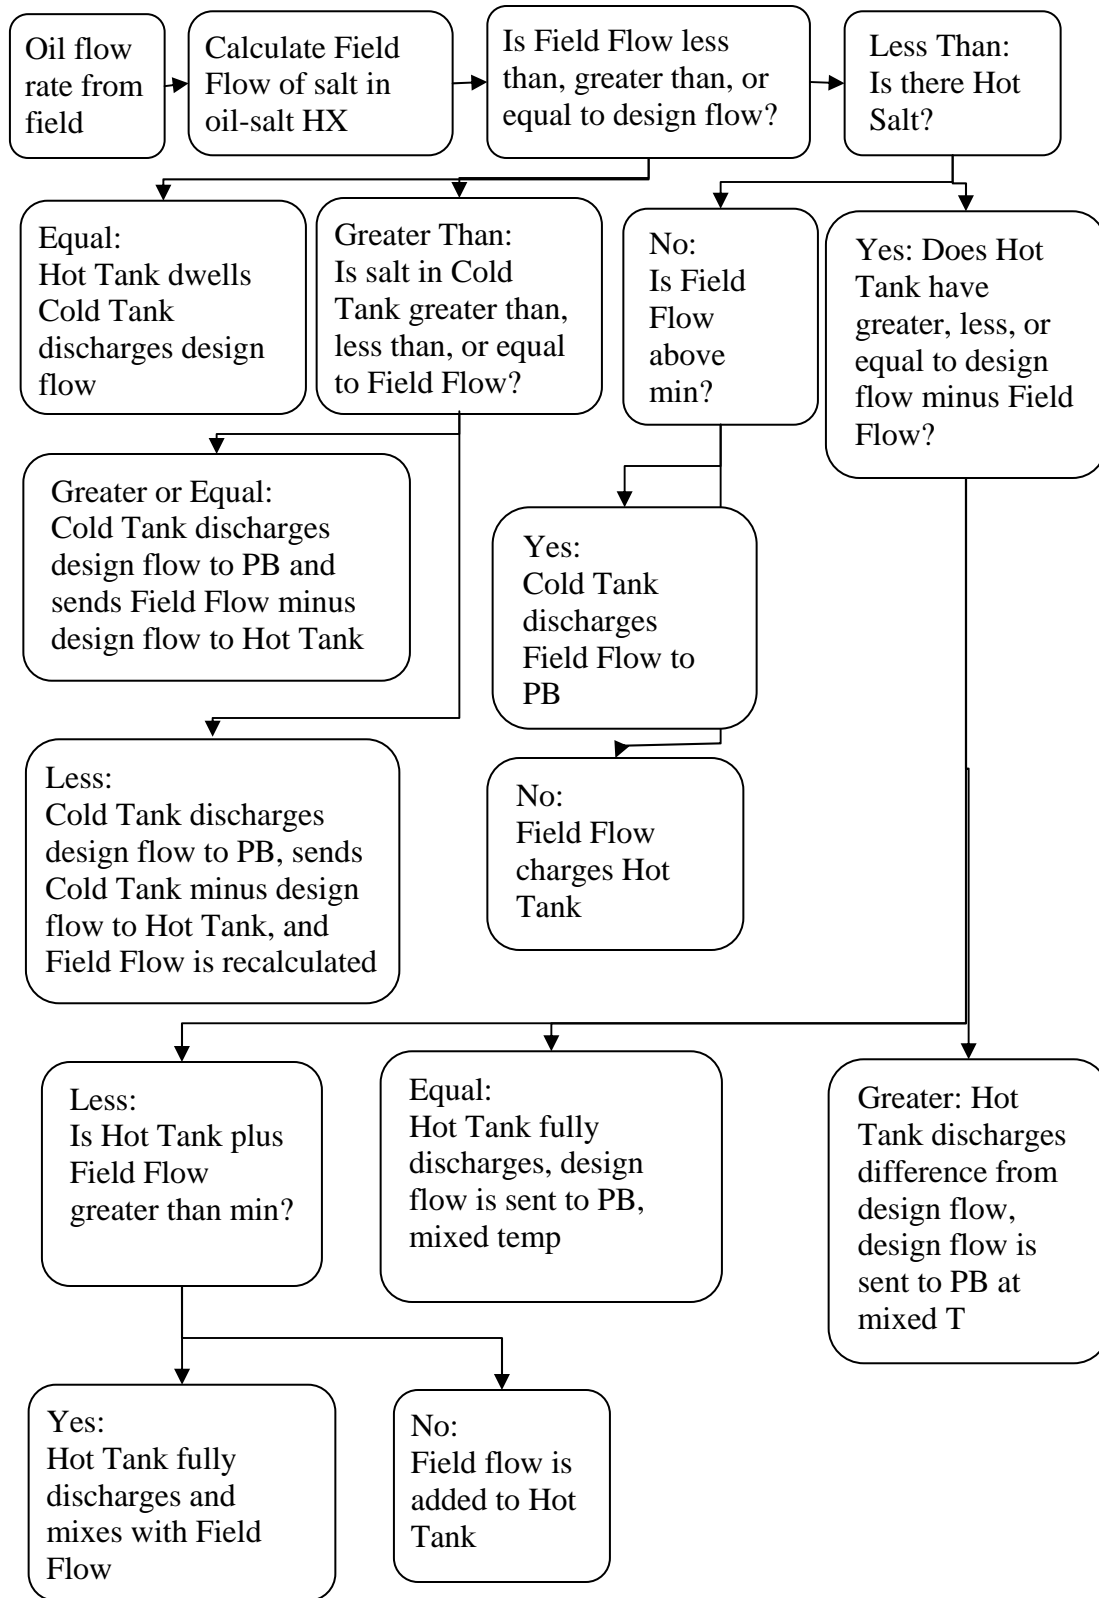 Oil flow
rate from
field
Calculate Field
Flow of salt in
oil-salt HX
Is Field Flow less
than, greater than, or
equal to design flow?
Less Than:
Is there Hot
Salt?
Equal:
Hot Tank dwells
Cold Tank
discharges design
flow
Greater Than:
Is salt in Cold
Tank greater than,
less than, or equal
to Field Flow?
No:
Is Field
Flow
above
min?
Yes: Does Hot
Tank have
greater, less, or
equal to design
flow minus Field
Flow?
Greater or Equal:
Cold Tank discharges
design flow to PB and
sends Field Flow minus
design flow to Hot Tank
Yes:
Cold Tank
discharges
Field Flow to
PB
Less:
Cold Tank discharges
design flow to PB, sends
Cold Tank minus design
flow to Hot Tank, and
Field Flow is recalculated
No:
Field Flow
charges Hot
Tank
Less:
Is Hot Tank plus
Field Flow
greater than min?
Equal:
Hot Tank fully
discharges, design
flow is sent to PB,
mixed temp
Greater: Hot
Tank discharges
difference from
design flow,
design flow is
sent to PB at
mixed T
Yes:
Hot Tank fully
discharges and
mixes with Field
Flow
No:
Field flow is
added to Hot
Tank